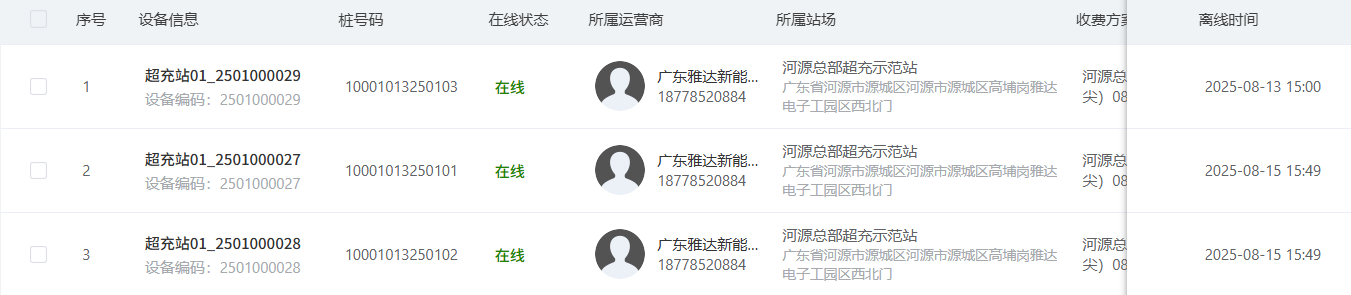 序号 设备信息 桩号码 在线状态 所属运营商 所属站场 收费方案 离线时间
1 超充站01_2501000029 设备编码：2501000029 10001013250103 在线 广东雅达新能... 18778520884 河源总部超充示范站 广东省河源市源城区河源市源城区高埔岗雅达 电子工园区西北门 河源总 尖）08 2025-08-13 15:00
2 超充站01_2501000027 设备编码：2501000027 10001013250101 在线 广东雅达新能... 18778520884 河源总部超充示范站 广东省河源市源城区河源市源城区高埔岗雅达 电子工园区西北门 河源总 尖）08 2025-08-15 15:49
3 超充站01_2501000028 设备编码：2501000028 10001013250102 在线 广东雅达新能... 18778520884 河源总部超充示范站 广东省河源市源城区河源市源城区高埔岗雅达 电子工园区西北门 河源总 尖）08 2025-08-15 15:49